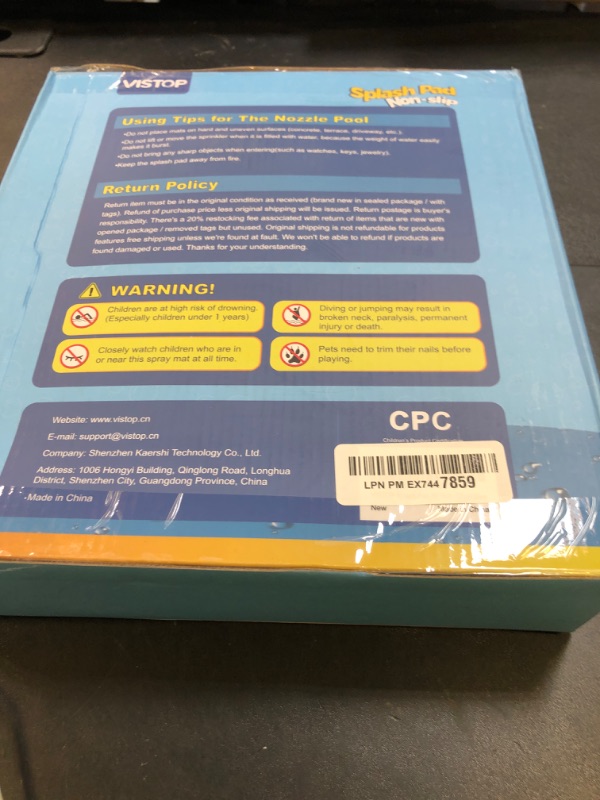 VISTOP
Splash Pad
Non-slip
Using Tips for The Nozzle Pool
•Do not place mats on hard and uneven surfaces (concrete, terrace, driveway, etc.).
•Do not lift or move the sprinkler when it is filled with water, because the weight of water easily
makes it burst.
•Do not bring any sharp objects when entering(such as watches, keys, jewelry).
•Keep the splash pad away from fire.
Return Policy
Return item must be in the original condition as received (brand new in sealed package / with
tags). Refund of purchase price less original shipping will be issued. Return postage is buyer's
responsibility. There's a 20% restocking fee associated with return of items that are new with
opened package / removed tags but unused. Original shipping is not refundable for products
features free shipping unless we're found at fault. We won't be able to refund if products are
found damaged or used. Thanks for your understanding.
WARNING!
Children are at high risk of drowning.
(Especially children under 1 years)
Diving or jumping may result in
broken neck, paralysis, permanent
injury or death.
Closely watch children who are in
or near this spray mat at all time.
Pets need to trim their nails before
playing.
Website: www.vistop.cn
E-mail: support@vistop.cn
Company: Shenzhen Kaershi Technology Co., Ltd.
Address: 1006 Hongyi Building, Qinglong Road, Longhua
District, Shenzhen City, Guangdong Province, China
Made in China
CPC
Children's Product Certificate
LPN PM EX7447859
New
Made in China